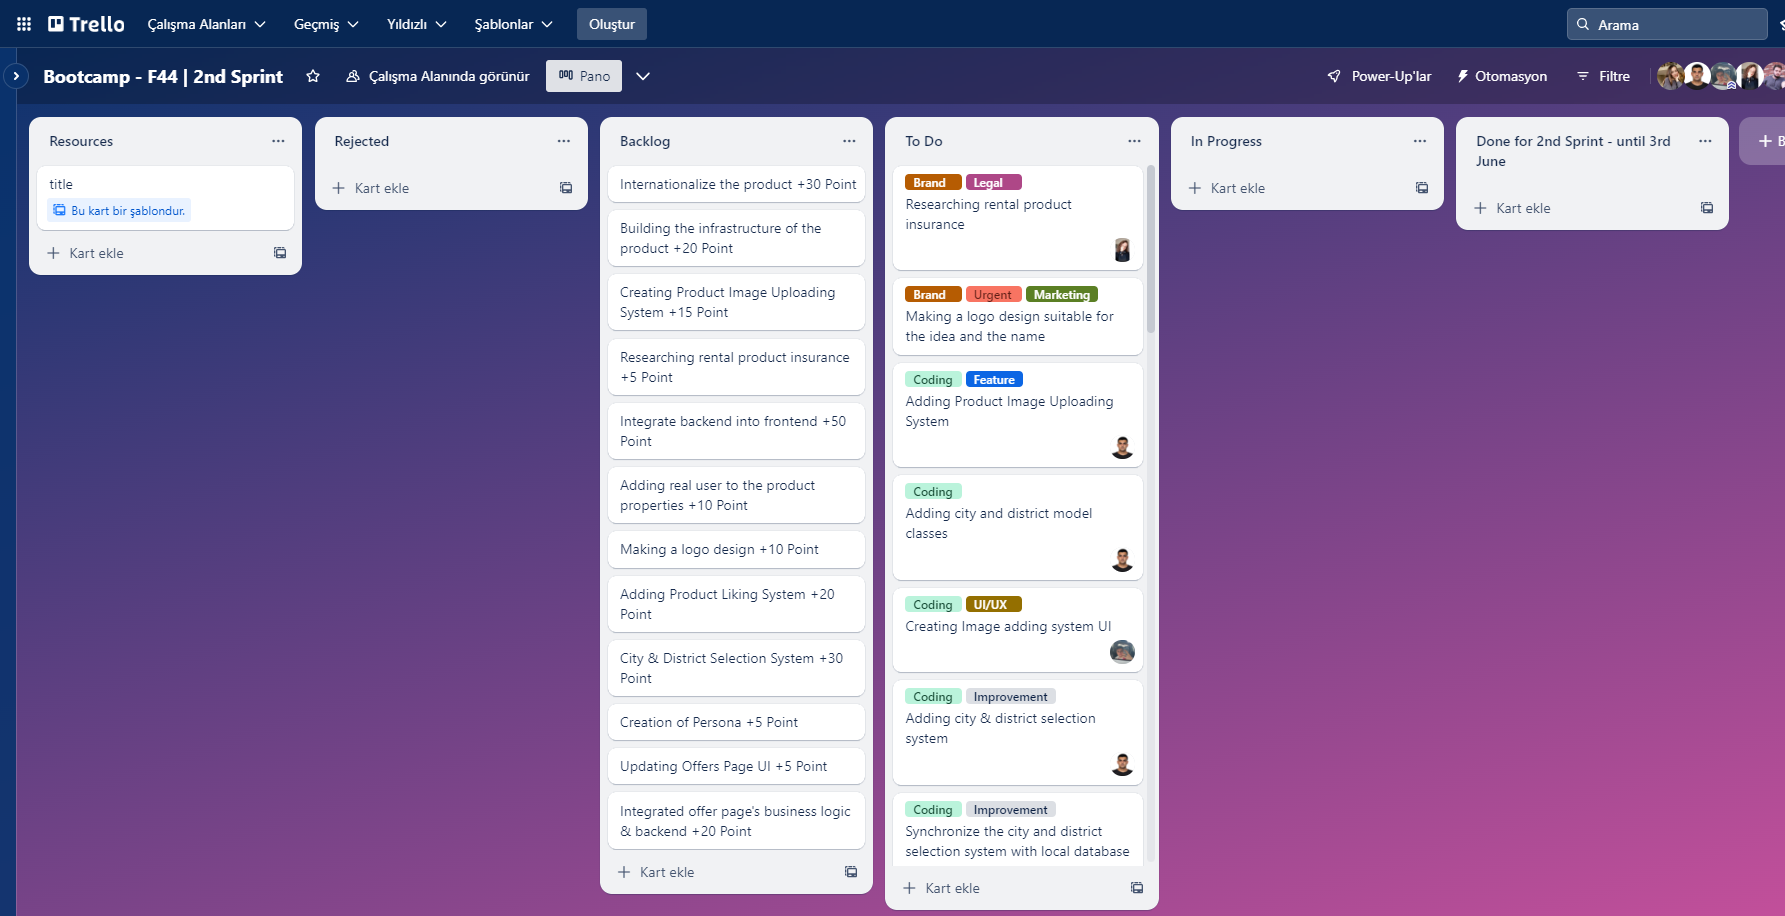 Trello
Çalışma Alanları
Geçmiş
Yıldızlı
Şablonlar
Oluştur
Arama
Bootcamp - F44 | 2nd Sprint
Çalışma Alanında görünür
Pano
Power-Up'lar
Otomasyon
Filtre
Resources
title
Bu kart bir şablondur.
Kart ekle
Rejected
Kart ekle
Backlog
Internationalize the product +30 Point
Building the infrastructure of the
product +20 Point
Creating Product Image Uploading
System +15 Point
Researching rental product insurance
+5 Point
Integrate backend into frontend +50
Point
Adding real user to the product
properties +10 Point
Making a logo design +10 Point
Adding Product Liking System +20
Point
City & District Selection System +30
Point
Creation of Persona +5 Point
Updating Offers Page UI +5 Point
Integrated offer page's business logic
& backend +20 Point
Kart ekle
To Do
Brand Legal
Researching rental product
insurance
Brand Urgent Marketing
Making a logo design suitable for
the idea and the name
Coding Feature
Adding Product Image Uploading
System
Coding
Adding city and district model
classes
Coding UI/UX
Creating Image adding system UI
Coding Improvement
Adding city & district selection
system
Coding Improvement
Synchronize the city and district
selection system with local database
Kart ekle
In Progress
Kart ekle
Done for 2nd Sprint - until 3rd
June
Kart ekle
+ B